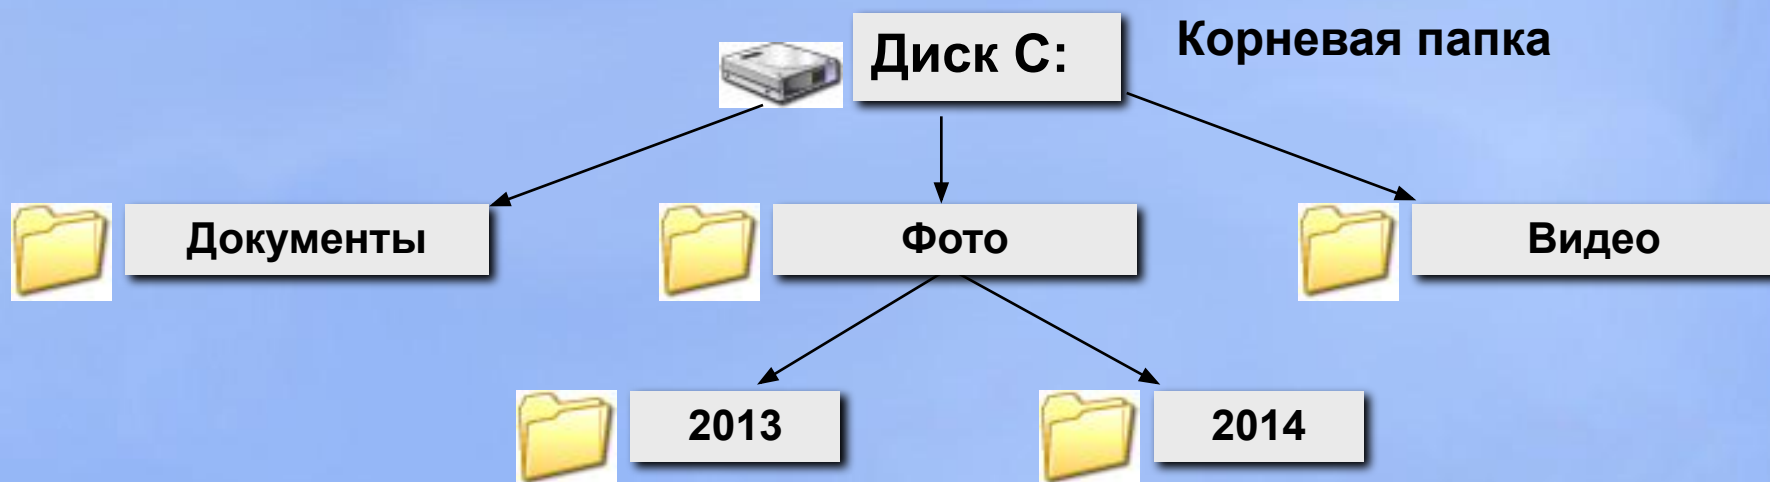 Диск C:
Корневая папка
Документы
Фото
Видео
2013
2014